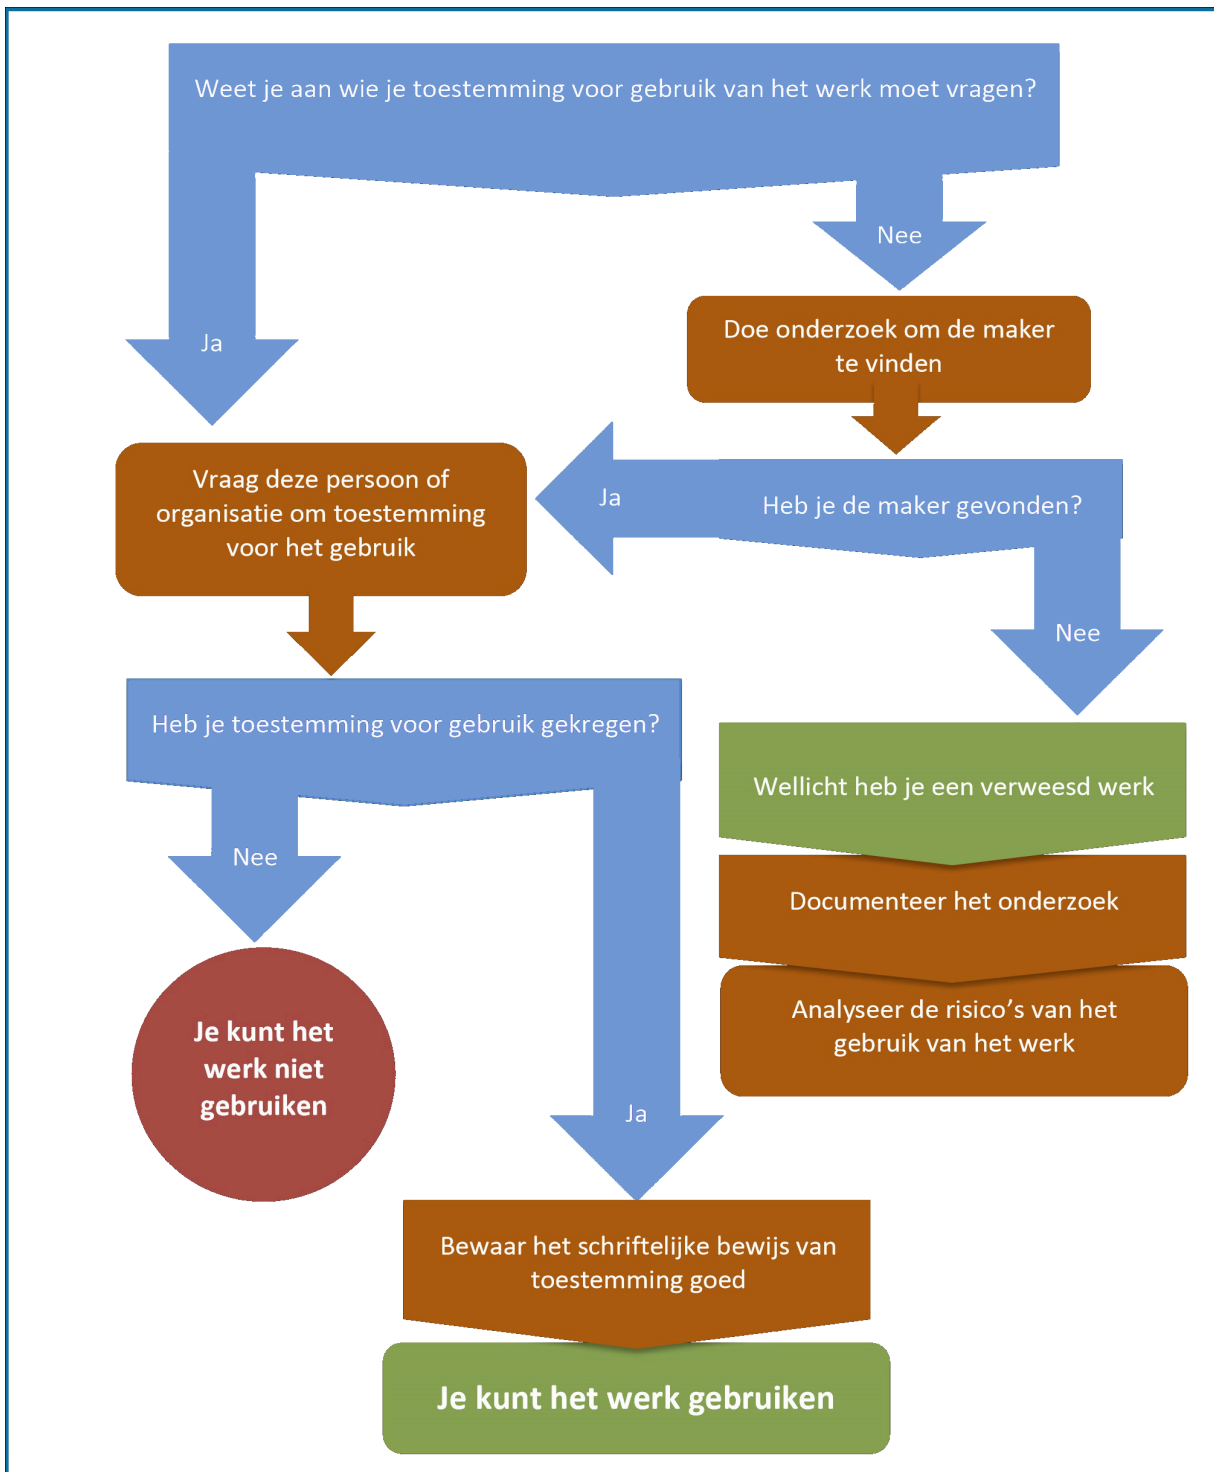 Weet je aan wie je toestemming voor gebruik van het werk moet vragen?
Ja
Nee
Doe onderzoek om de maker
te vinden
Vraag deze persoon of
organisatie om toestemming
voor het gebruik
Ja
Heb je de maker gevonden?
Nee
Heb je toestemming voor gebruik gekregen?
Wellicht heb je een verweesd werk
Nee
Documenteer het onderzoek
Analyseer de risico’s van het
gebruik van het werk
Je kunt het
werk niet
gebruiken
Ja
Bewaar het schriftelijke bewijs van
toestemming goed
Je kunt het werk gebruiken